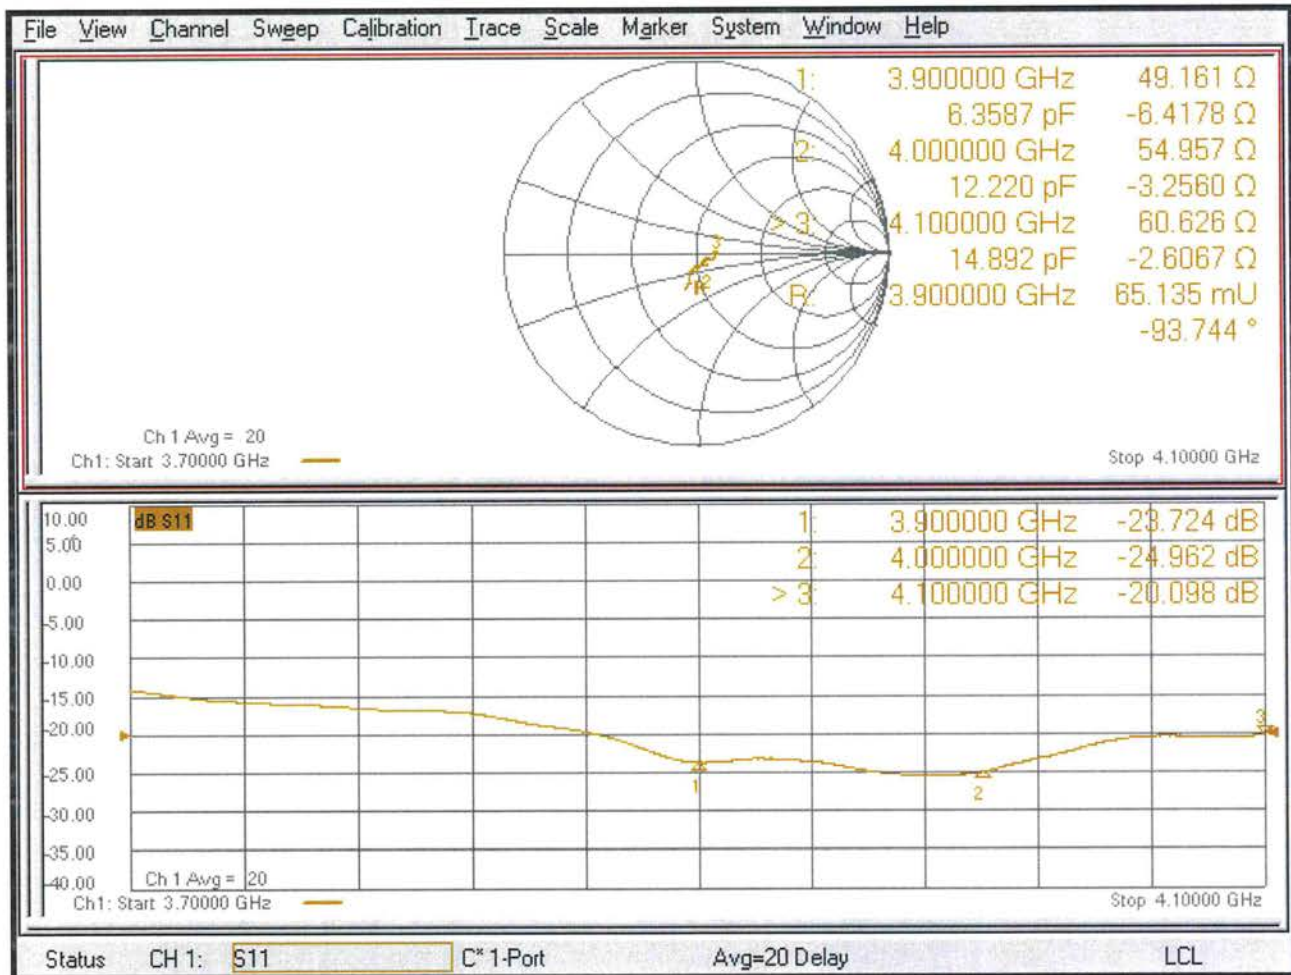 File View Channel Sweep Calibration Trace Scale Marker System Window Help
1: 3.900000 GHz 49.161 Ω
6.3587 pF -6.4178 Ω
2: 4.000000 GHz 54.957 Ω
12.220 pF -3.2560 Ω
> 3: 4.100000 GHz 60.626 Ω
14.892 pF -2.6067 Ω
R: 3.900000 GHz 65.135 mU
-93.744 °
3
2
R
Ch 1 Avg = 20
Ch1: Start 3.70000 GHz Stop 4.10000 GHz
10.00 dB S11
1: 3.900000 GHz -23.724 dB
5.00
2: 4.000000 GHz -24.962 dB
0.00
> 3: 4.100000 GHz -20.098 dB
-5.00
-10.00
-15.00
-20.00 3
-25.00
1 2
-30.00
-35.00
-40.00
Ch 1 Avg = 20
Ch1: Start 3.70000 GHz Stop 4.10000 GHz
Status CH 1: S11 C* 1-Port Avg=20 Delay LCL